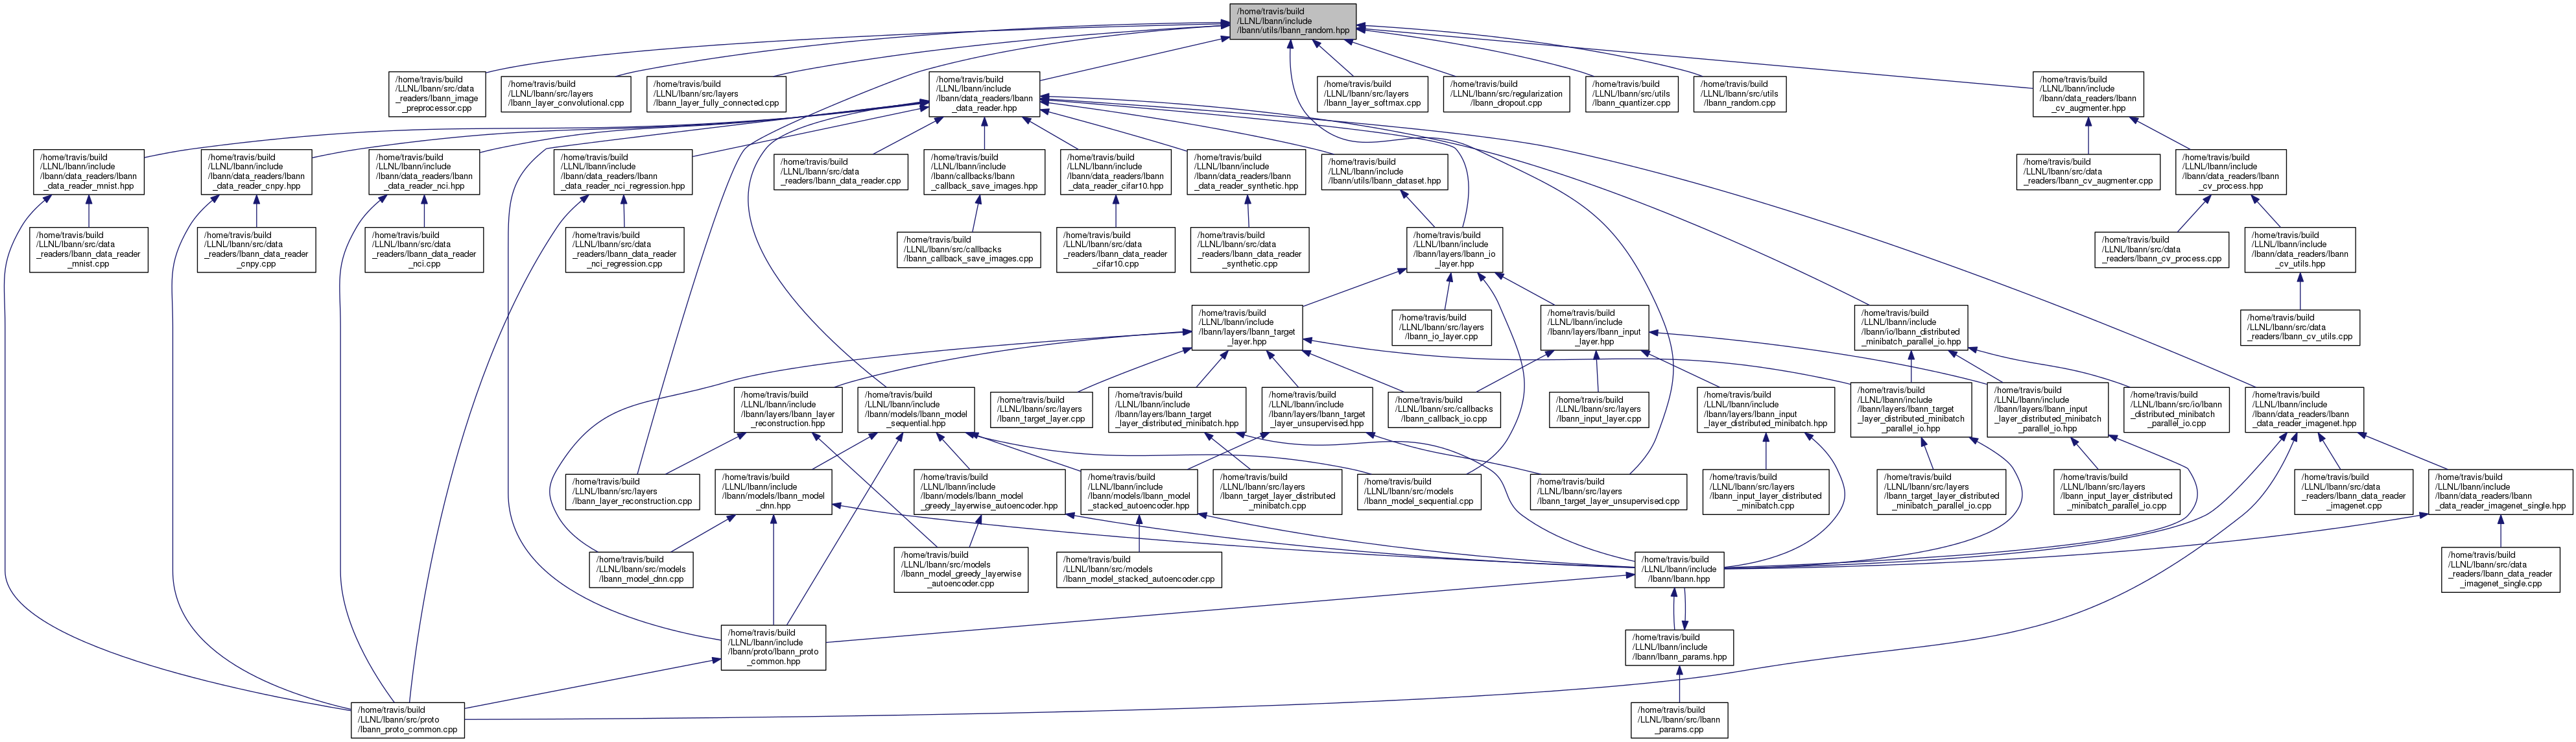 /home/travis/build
/LLNL/lbann/include
/lbann/utils/lbann_random.hpp
/home/travis/build
/LLNL/lbann/src/data
_readers/lbann_image
_preprocessor.cpp
/home/travis/build
/LLNL/lbann/src/layers
/lbann_layer_convolutional.cpp
/home/travis/build
/LLNL/lbann/src/layers
/lbann_layer_fully_connected.cpp
/home/travis/build
/LLNL/lbann/include
/lbann/data_readers/lbann
_data_reader.hpp
/home/travis/build
/LLNL/lbann/src/layers
/lbann_layer_softmax.cpp
/home/travis/build
/LLNL/lbann/src/regularization
/lbann_dropout.cpp
/home/travis/build
/LLNL/lbann/src/utils
/lbann_quantizer.cpp
/home/travis/build
/LLNL/lbann/src/utils
/lbann_random.cpp
/home/travis/build
/LLNL/lbann/include
/lbann/data_readers/lbann
_cv_augmenter.hpp
/home/travis/build
/LLNL/lbann/include
/lbann/data_readers/lbann
_data_reader_mnist.hpp
/home/travis/build
/LLNL/lbann/include
/lbann/data_readers/lbann
_data_reader_cnpy.hpp
/home/travis/build
/LLNL/lbann/include
/lbann/data_readers/lbann
_data_reader_nci.hpp
/home/travis/build
/LLNL/lbann/include
/lbann/data_readers/lbann
_data_reader_nci_regression.hpp
/home/travis/build
/LLNL/lbann/src/data
_readers/lbann_data_reader.cpp
/home/travis/build
/LLNL/lbann/include
/lbann/callbacks/lbann
_callback_save_images.hpp
/home/travis/build
/LLNL/lbann/include
/lbann/data_readers/lbann
_data_reader_cifar10.hpp
/home/travis/build
/LLNL/lbann/include
/lbann/data_readers/lbann
_data_reader_synthetic.hpp
/home/travis/build
/LLNL/lbann/include
/lbann/utils/lbann_dataset.hpp
/home/travis/build
/LLNL/lbann/src/data
_readers/lbann_cv_augmenter.cpp
/home/travis/build
/LLNL/lbann/include
/lbann/data_readers/lbann
_cv_process.hpp
/home/travis/build
/LLNL/lbann/src/data
_readers/lbann_data_reader
_mnist.cpp
/home/travis/build
/LLNL/lbann/src/data
_readers/lbann_data_reader
_cnpy.cpp
/home/travis/build
/LLNL/lbann/src/data
_readers/lbann_data_reader
_nci.cpp
/home/travis/build
/LLNL/lbann/src/data
_readers/lbann_data_reader
_nci_regression.cpp
/home/travis/build
/LLNL/lbann/src/callbacks
/lbann_callback_save_images.cpp
/home/travis/build
/LLNL/lbann/src/data
_readers/lbann_data_reader
_cifar10.cpp
/home/travis/build
/LLNL/lbann/src/data
_readers/lbann_data_reader
_synthetic.cpp
/home/travis/build
/LLNL/lbann/include
/lbann/layers/lbann_io
_layer.hpp
/home/travis/build
/LLNL/lbann/src/data
_readers/lbann_cv_process.cpp
/home/travis/build
/LLNL/lbann/include
/lbann/data_readers/lbann
_cv_utils.hpp
/home/travis/build
/LLNL/lbann/include
/lbann/layers/lbann_target
_layer.hpp
/home/travis/build
/LLNL/lbann/src/layers
/lbann_io_layer.cpp
/home/travis/build
/LLNL/lbann/include
/lbann/layers/lbann_input
_layer.hpp
/home/travis/build
/LLNL/lbann/include
/lbann/io/lbann_distributed
_minibatch_parallel_io.hpp
/home/travis/build
/LLNL/lbann/src/data
_readers/lbann_cv_utils.cpp
/home/travis/build
/LLNL/lbann/include
/lbann/layers/lbann_layer
_reconstruction.hpp
/home/travis/build
/LLNL/lbann/include
/lbann/models/lbann_model
_sequential.hpp
/home/travis/build
/LLNL/lbann/src/layers
/lbann_target_layer.cpp
/home/travis/build
/LLNL/lbann/include
/lbann/layers/lbann_target
_layer_distributed_minibatch.hpp
/home/travis/build
/LLNL/lbann/include
/lbann/layers/lbann_target
_layer_unsupervised.hpp
/home/travis/build
/LLNL/lbann/src/callbacks
/lbann_callback_io.cpp
/home/travis/build
/LLNL/lbann/src/layers
/lbann_input_layer.cpp
/home/travis/build
/LLNL/lbann/include
/lbann/layers/lbann_input
_layer_distributed_minibatch.hpp
/home/travis/build
/LLNL/lbann/include
/lbann/layers/lbann_target
_layer_distributed_minibatch
_parallel_io.hpp
/home/travis/build
/LLNL/lbann/include
/lbann/layers/lbann_input
_layer_distributed_minibatch
_parallel_io.hpp
/home/travis/build
/LLNL/lbann/src/io/lbann
_distributed_minibatch
_parallel_io.cpp
/home/travis/build
/LLNL/lbann/include
/lbann/data_readers/lbann
_data_reader_imagenet.hpp
/home/travis/build
/LLNL/lbann/src/layers
/lbann_layer_reconstruction.cpp
/home/travis/build
/LLNL/lbann/include
/lbann/models/lbann_model
_dnn.hpp
/home/travis/build
/LLNL/lbann/include
/lbann/models/lbann_model
_greedy_layerwise_autoencoder.hpp
/home/travis/build
/LLNL/lbann/include
/lbann/models/lbann_model
_stacked_autoencoder.hpp
/home/travis/build
/LLNL/lbann/src/layers
/lbann_target_layer_distributed
_minibatch.cpp
/home/travis/build
/LLNL/lbann/src/models
/lbann_model_sequential.cpp
/home/travis/build
/LLNL/lbann/src/layers
/lbann_target_layer_unsupervised.cpp
/home/travis/build
/LLNL/lbann/src/layers
/lbann_input_layer_distributed
_minibatch.cpp
/home/travis/build
/LLNL/lbann/src/layers
/lbann_target_layer_distributed
_minibatch_parallel_io.cpp
/home/travis/build
/LLNL/lbann/src/layers
/lbann_input_layer_distributed
_minibatch_parallel_io.cpp
/home/travis/build
/LLNL/lbann/src/data
_readers/lbann_data_reader
_imagenet.cpp
/home/travis/build
/LLNL/lbann/include
/lbann/data_readers/lbann
_data_reader_imagenet_single.hpp
/home/travis/build
/LLNL/lbann/src/models
/lbann_model_dnn.cpp
/home/travis/build
/LLNL/lbann/src/models
/lbann_model_greedy_layerwise
_autoencoder.cpp
/home/travis/build
/LLNL/lbann/src/models
/lbann_model_stacked_autoencoder.cpp
/home/travis/build
/LLNL/lbann/include
/lbann/lbann.hpp
/home/travis/build
/LLNL/lbann/src/data
_readers/lbann_data_reader
_imagenet_single.cpp
/home/travis/build
/LLNL/lbann/include
/lbann/proto/lbann_proto
_common.hpp
/home/travis/build
/LLNL/lbann/include
/lbann/lbann_params.hpp
/home/travis/build
/LLNL/lbann/src/proto
/lbann_proto_common.cpp
/home/travis/build
/LLNL/lbann/src/lbann
_params.cpp